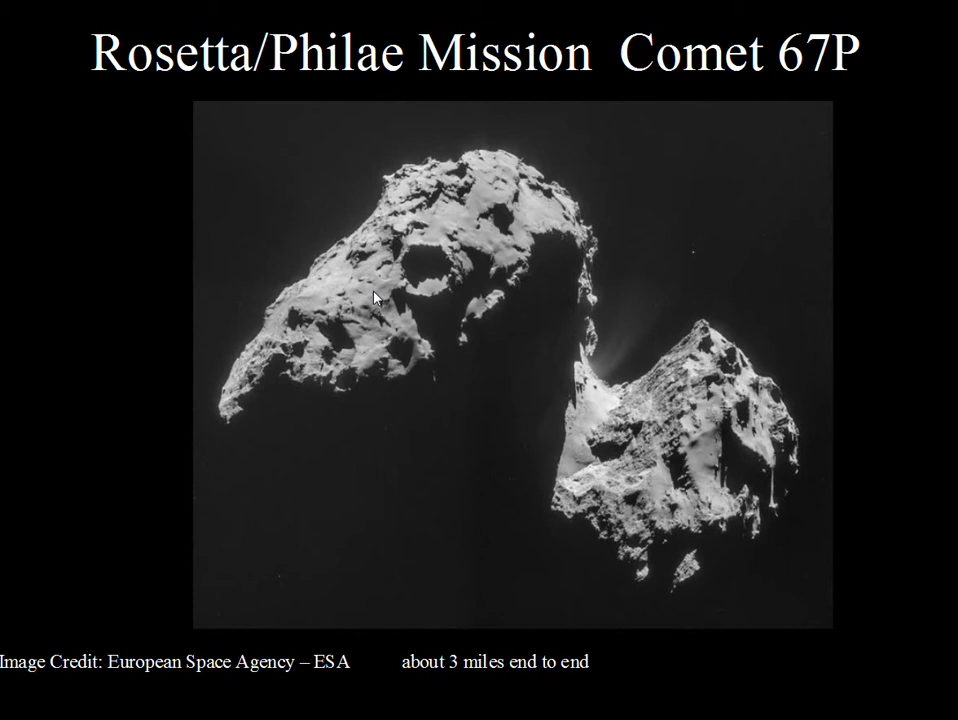 Rosetta/Philae Mission  Comet 67P
Image Credit: European Space Agency – ESA          about 3 miles end to end